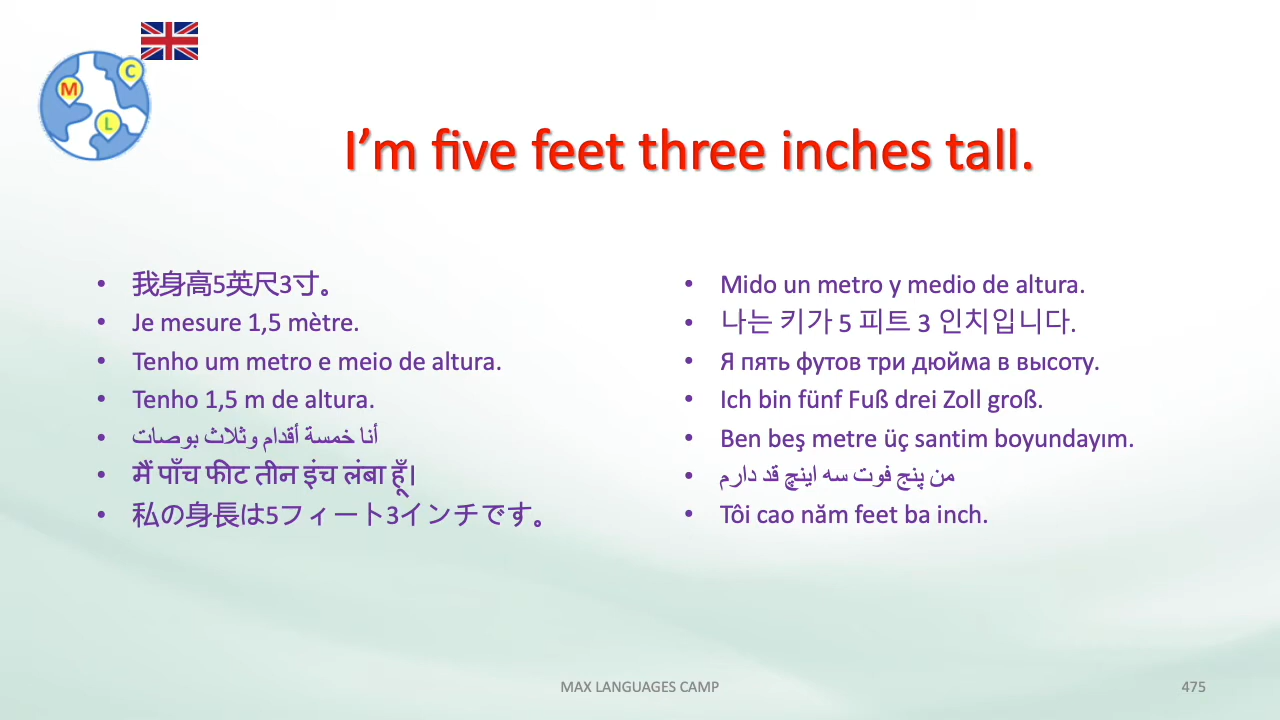 M
C
L
I’m five feet three inches tall.
• 我身高5英尺3寸。
• Je mesure 1,5 mètre.
• Tenho um metro e meio de altura.
• Tenho 1,5 m de altura.
• أنا خمسة أقدام وثلاث بوصات
• मैं पाँच फीट तीन इंच लंबा हूँ।
• 私の身長は5フィート3インチです。
• Mido un metro y medio de altura.
• 나는 키가 5 피트 3 인치입니다.
• Я пять футов три дюйма в высоту.
• Ich bin fünf Fuß drei Zoll groß.
• Ben beş metre üç santim boyundayım.
• من پنج فوت سه اینچ قد دارم
• Tôi cao năm feet ba inch.
MAX LANGUAGES CAMP
475